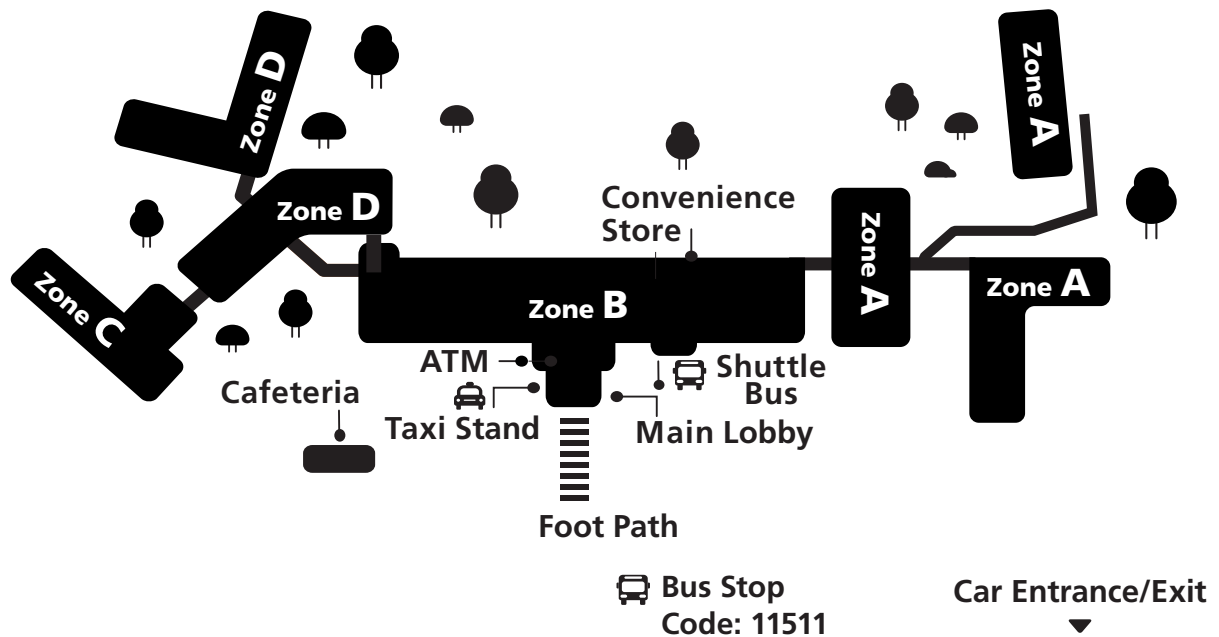 Zone D
Zone A
Zone D
Convenience
Store
Zone A
Zone C
Zone B
Zone A
ATM
Shuttle
Bus
Cafeteria
Taxi Stand
Main Lobby
Foot Path
Bus Stop
Code: 11511
Car Entrance/Exit